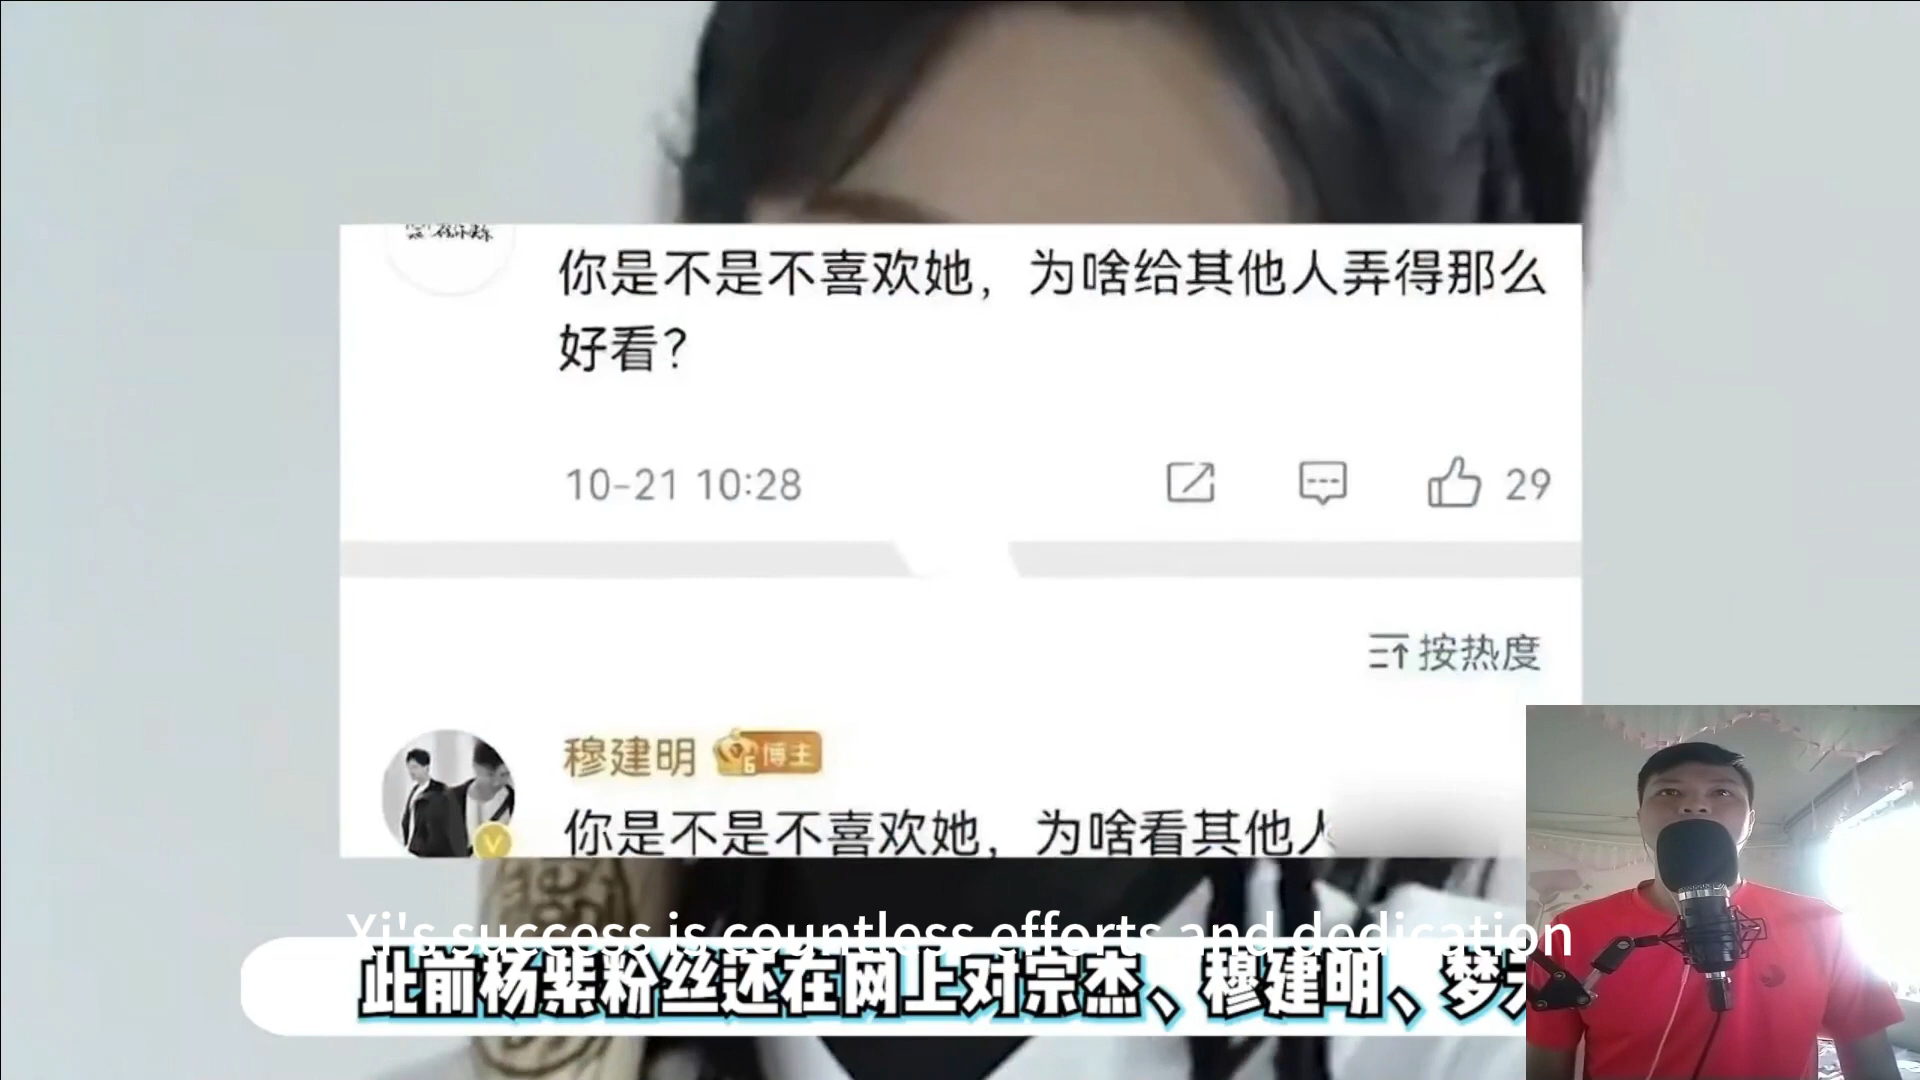 你是不是不喜欢她，为啥给其他人弄得那么
好看?
10-21 10:28
29
按热度
穆建明 博主
你是不是不喜欢她，为啥看其他人
Xi's success is countless efforts and dedication
此前杨紫粉丝还在网上对宗杰、穆建明、梦